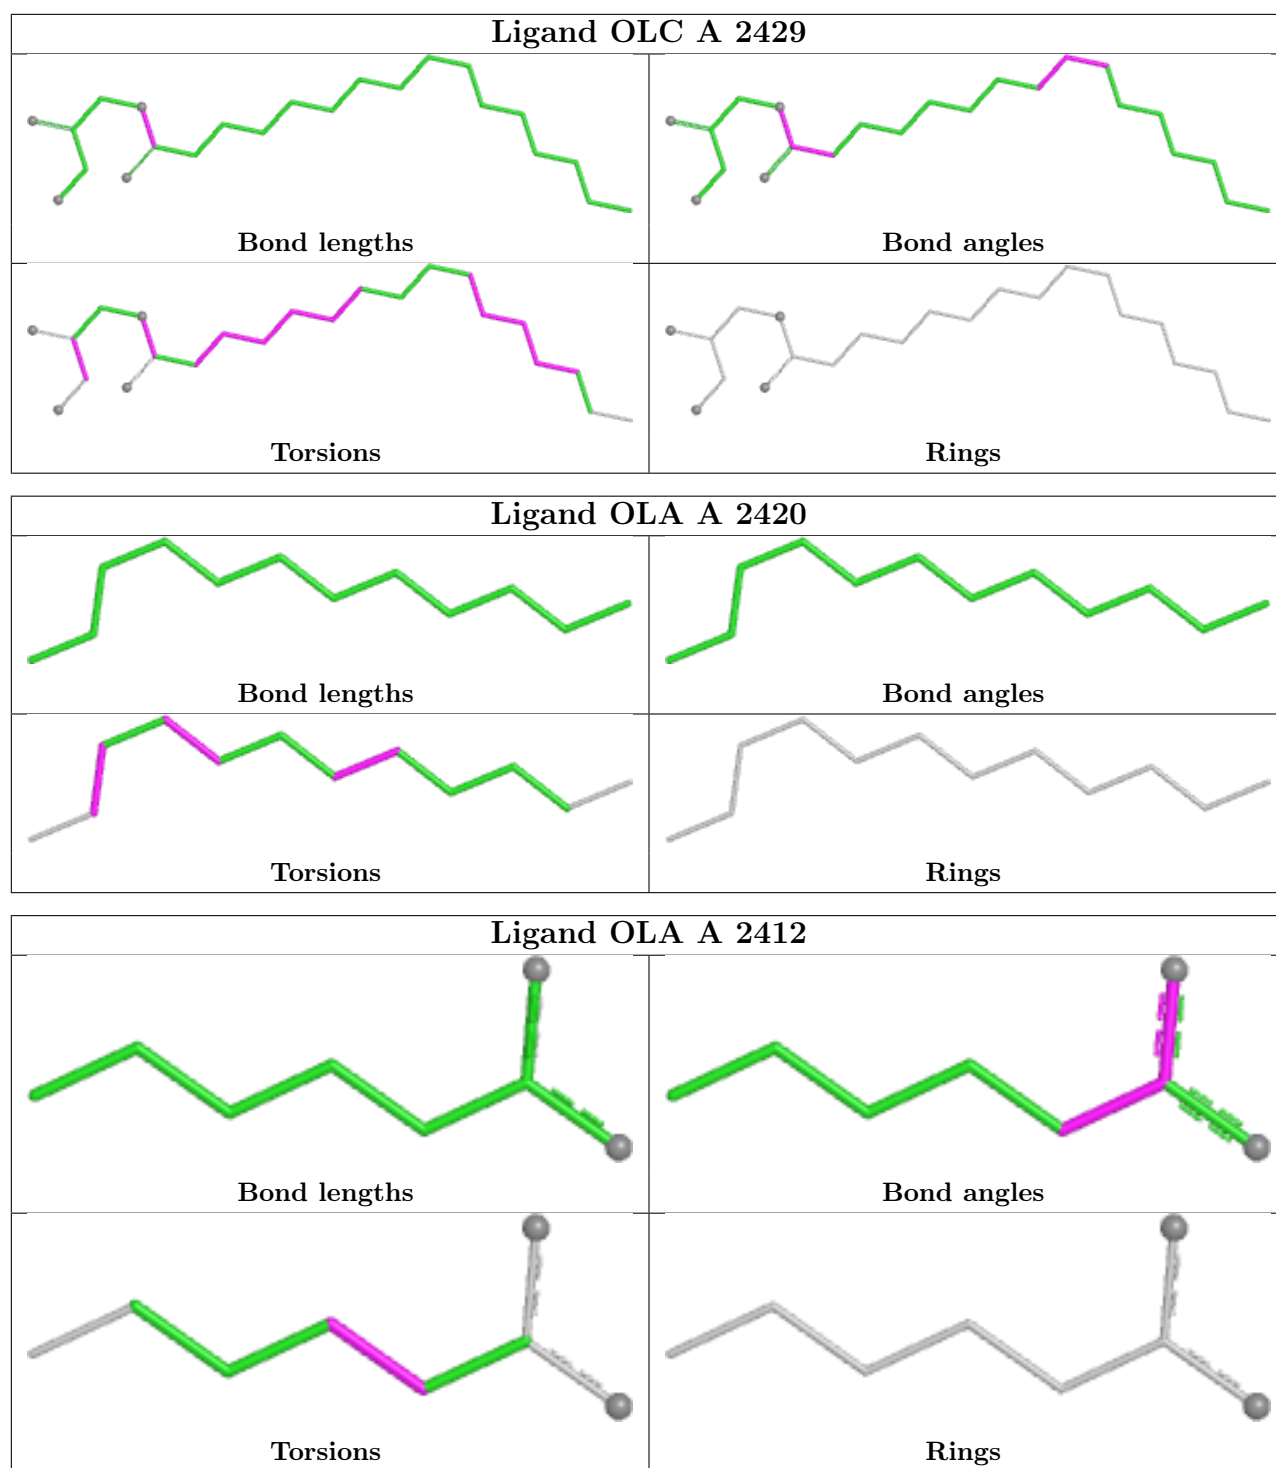 Ligand OLC A 2429
Bond lengths
Bond angles
Torsions
Rings
Ligand OLA A 2420
Bond lengths
Bond angles
Torsions
Rings
Ligand OLA A 2412
Bond lengths
Bond angles
Torsions
Rings